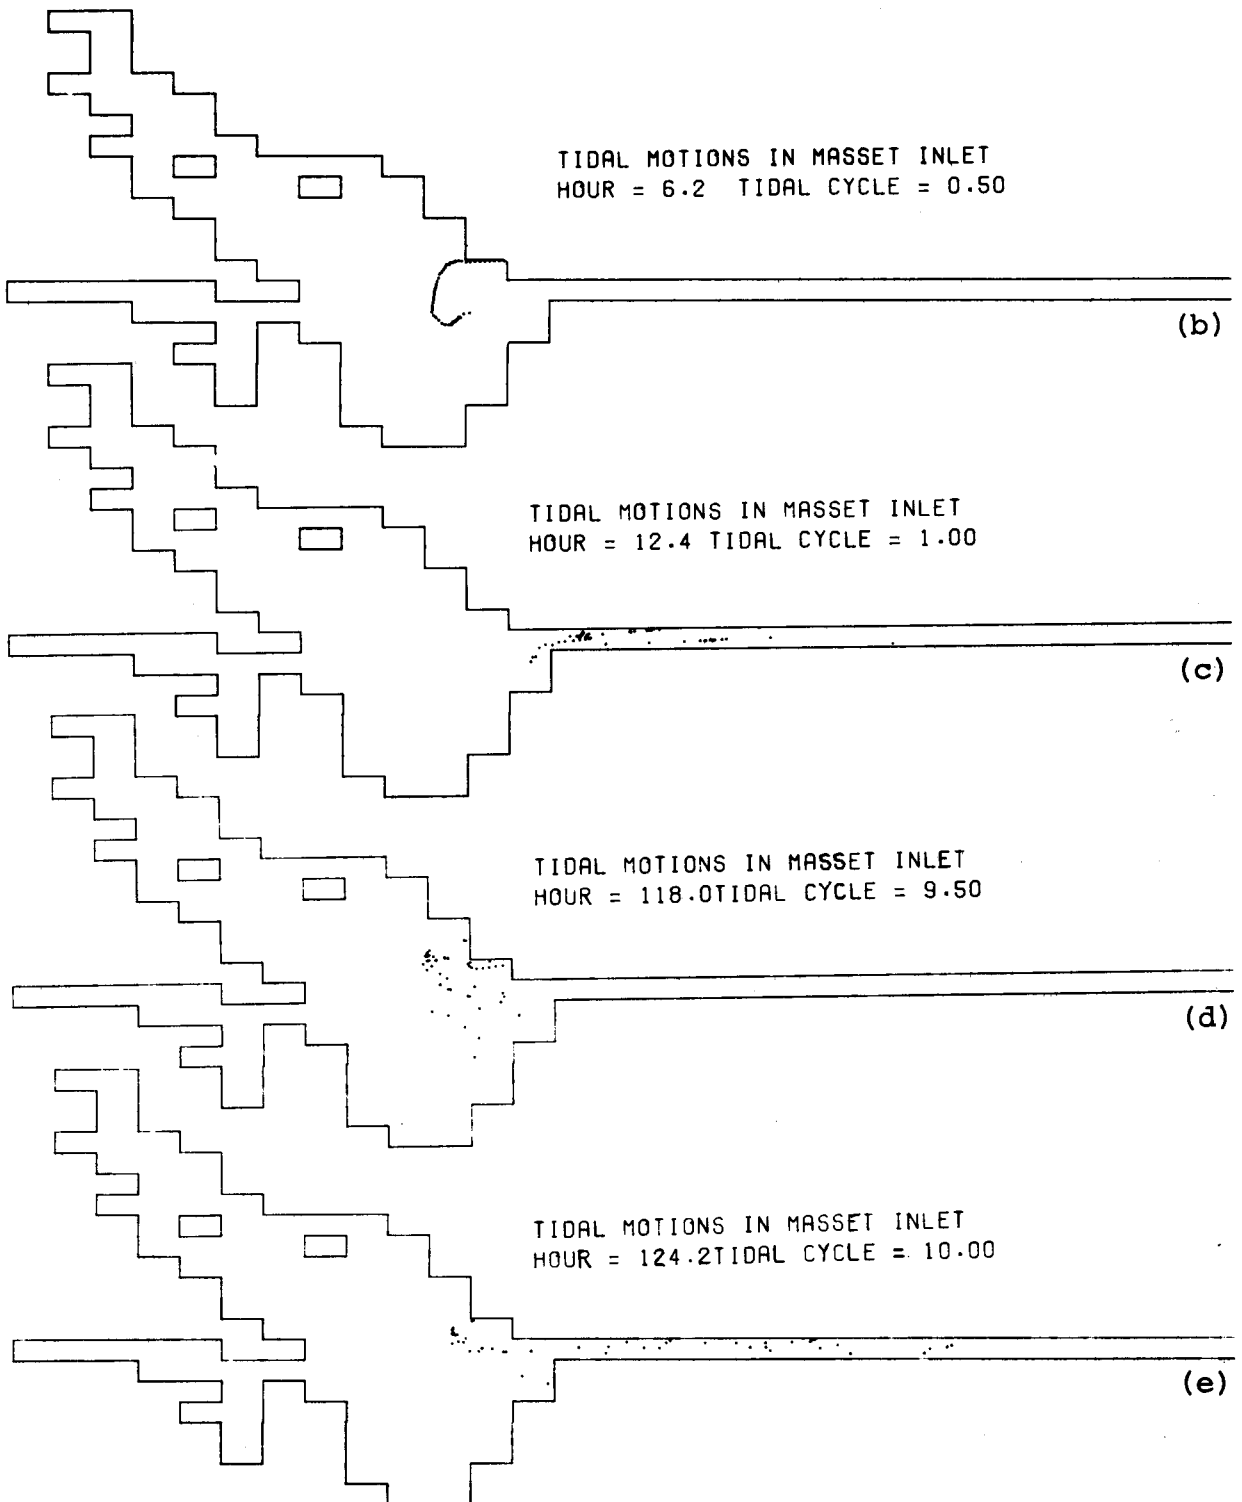 TIDAL MOTIONS IN MASSET INLET
HOUR = 6.2 TIDAL CYCLE = 0.50
(b)
TIDAL MOTIONS IN MASSET INLET
HOUR = 12.4 TIDAL CYCLE = 1.00
(c)
TIDAL MOTIONS IN MASSET INLET
HOUR = 118.0TIDAL CYCLE = 9.50
(d)
TIDAL MOTIONS IN MASSET INLET
HOUR = 124.2TIDAL CYCLE = 10.00
(e)